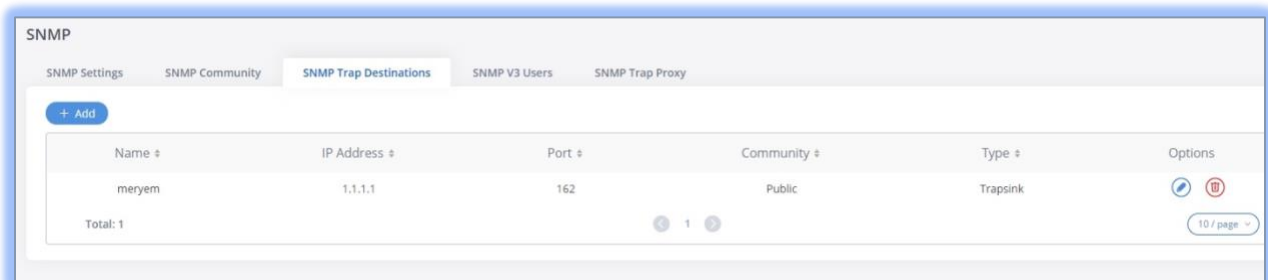 SNMP
SNMP Settings SNMP Community SNMP Trap Destinations SNMP V3 Users SNMP Trap Proxy
+ Add
Name IP Address Port Community Type Options
meryem 1.1.1.1 162 Public Trapsink
Total: 1 1 10 / page